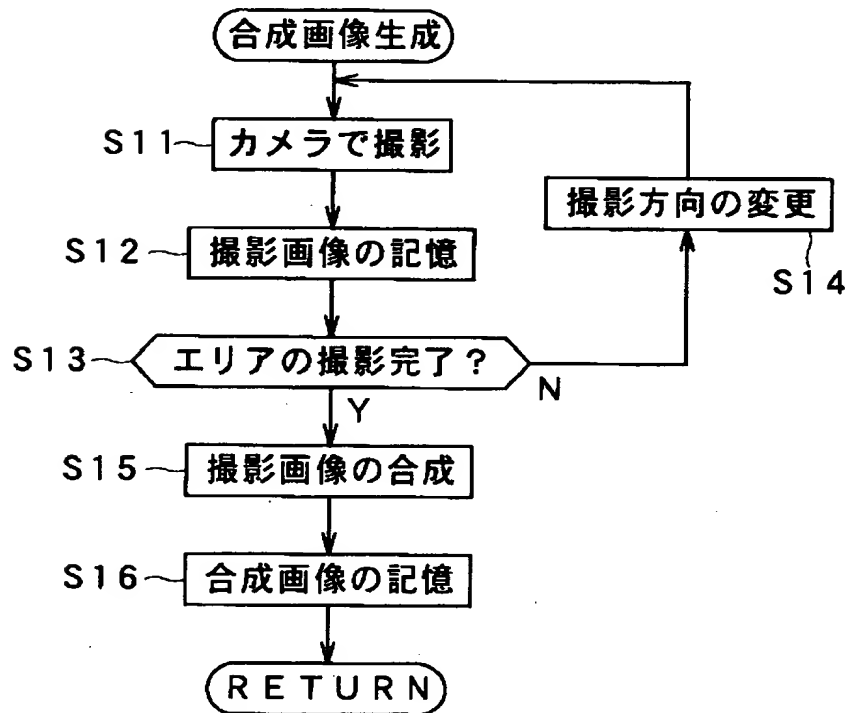 合成画像生成
S11
カメラで撮影
撮影方向の変更
S12
撮影画像の記憶
S14
S13
エリアの撮影完了?
N
Y
S15
撮影画像の合成
S16
合成画像の記憶
RETURN